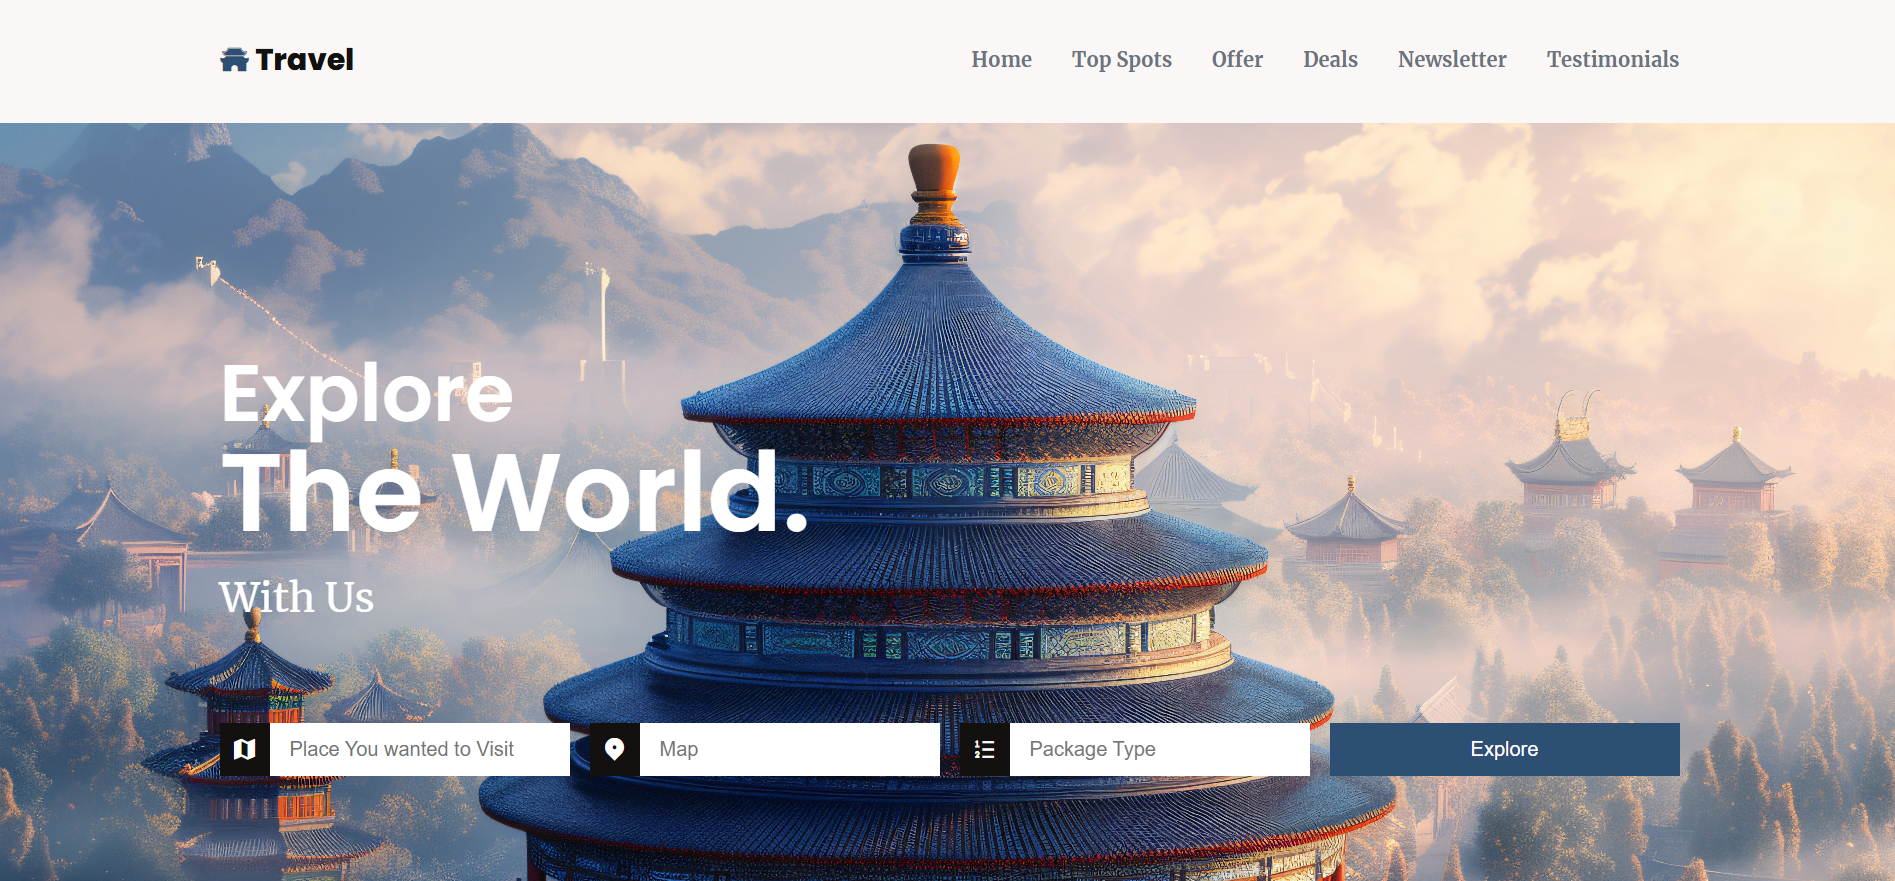 Travel
Home Top Spots Offer Deals Newsletter Testimonials
Explore
The World.
With Us
Place You wanted to Visit
Map
Package Type
Explore